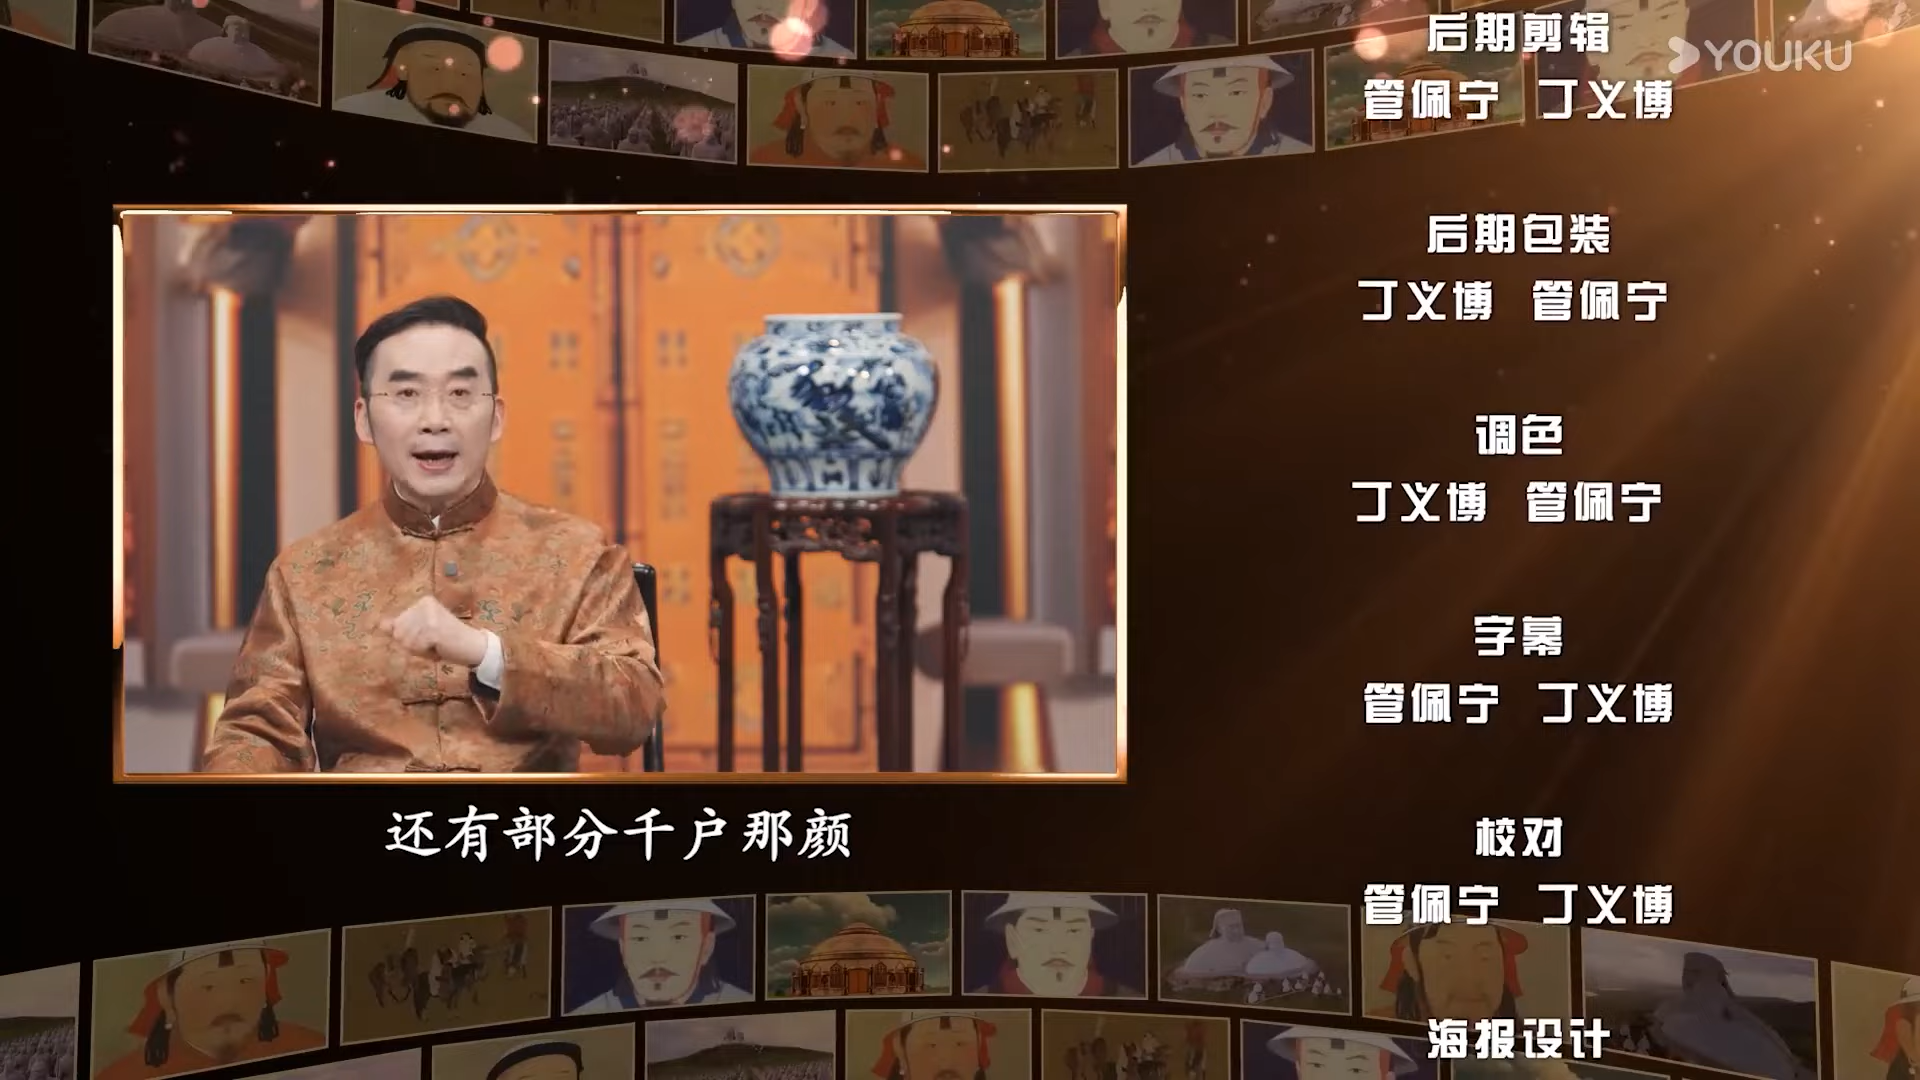 后期剪辑
YOUKU
管佩宁 丁义博
后期包装
丁义博 管佩宁
调色
丁义博 管佩宁
字幕
管佩宁 丁义博
校对
管佩宁 丁义博
海报设计
还有部分千户那颜